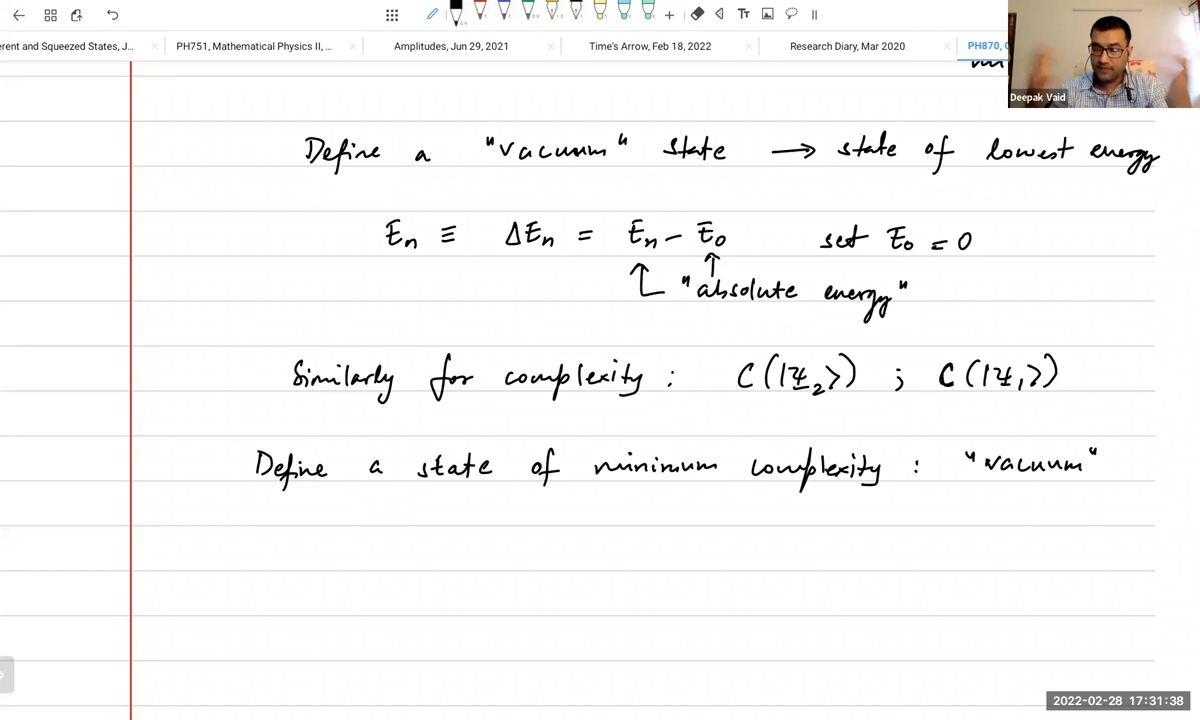 erent and Squeezed States, J...
PH751, Mathematical Physics II, ...
Amplitudes, Jun 29, 2021
Time's Arrow, Feb 18, 2022
Research Diary, Mar 2020
PH870,
Deepak Vaid
Define a "vacuum" state → state of lowest energy
Eₙ ≡ ΔEₙ = Eₙ − E₀ set E₀ = 0
↑ ↑ "absolute energy"
Similarly for complexity : C(|Ψ₂⟩) ; C(|Ψ₁⟩)
Define a state of minimum complexity : "vacuum"
2022-02-28 17:31:38